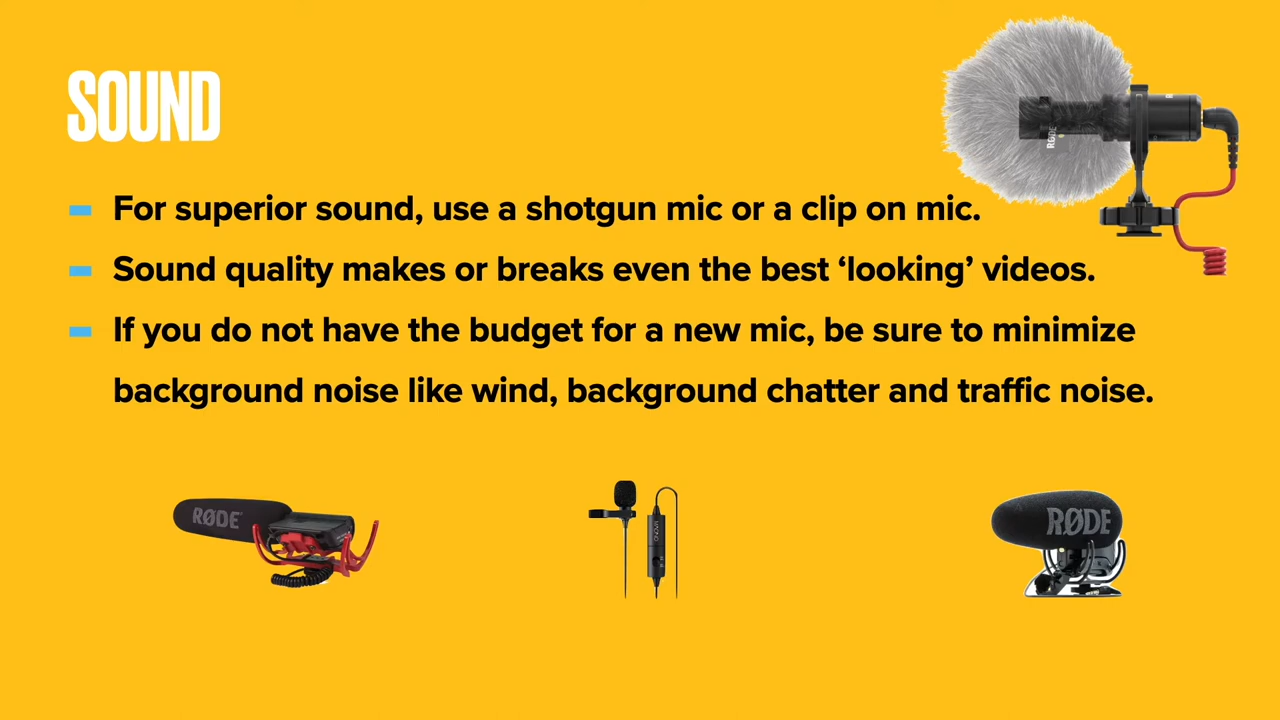 SOUND
For superior sound, use a shotgun mic or a clip on mic.
Sound quality makes or breaks even the best ‘looking’ videos.
If you do not have the budget for a new mic, be sure to minimize
background noise like wind, background chatter and traffic noise.
RØDE
RØDE
RØDE